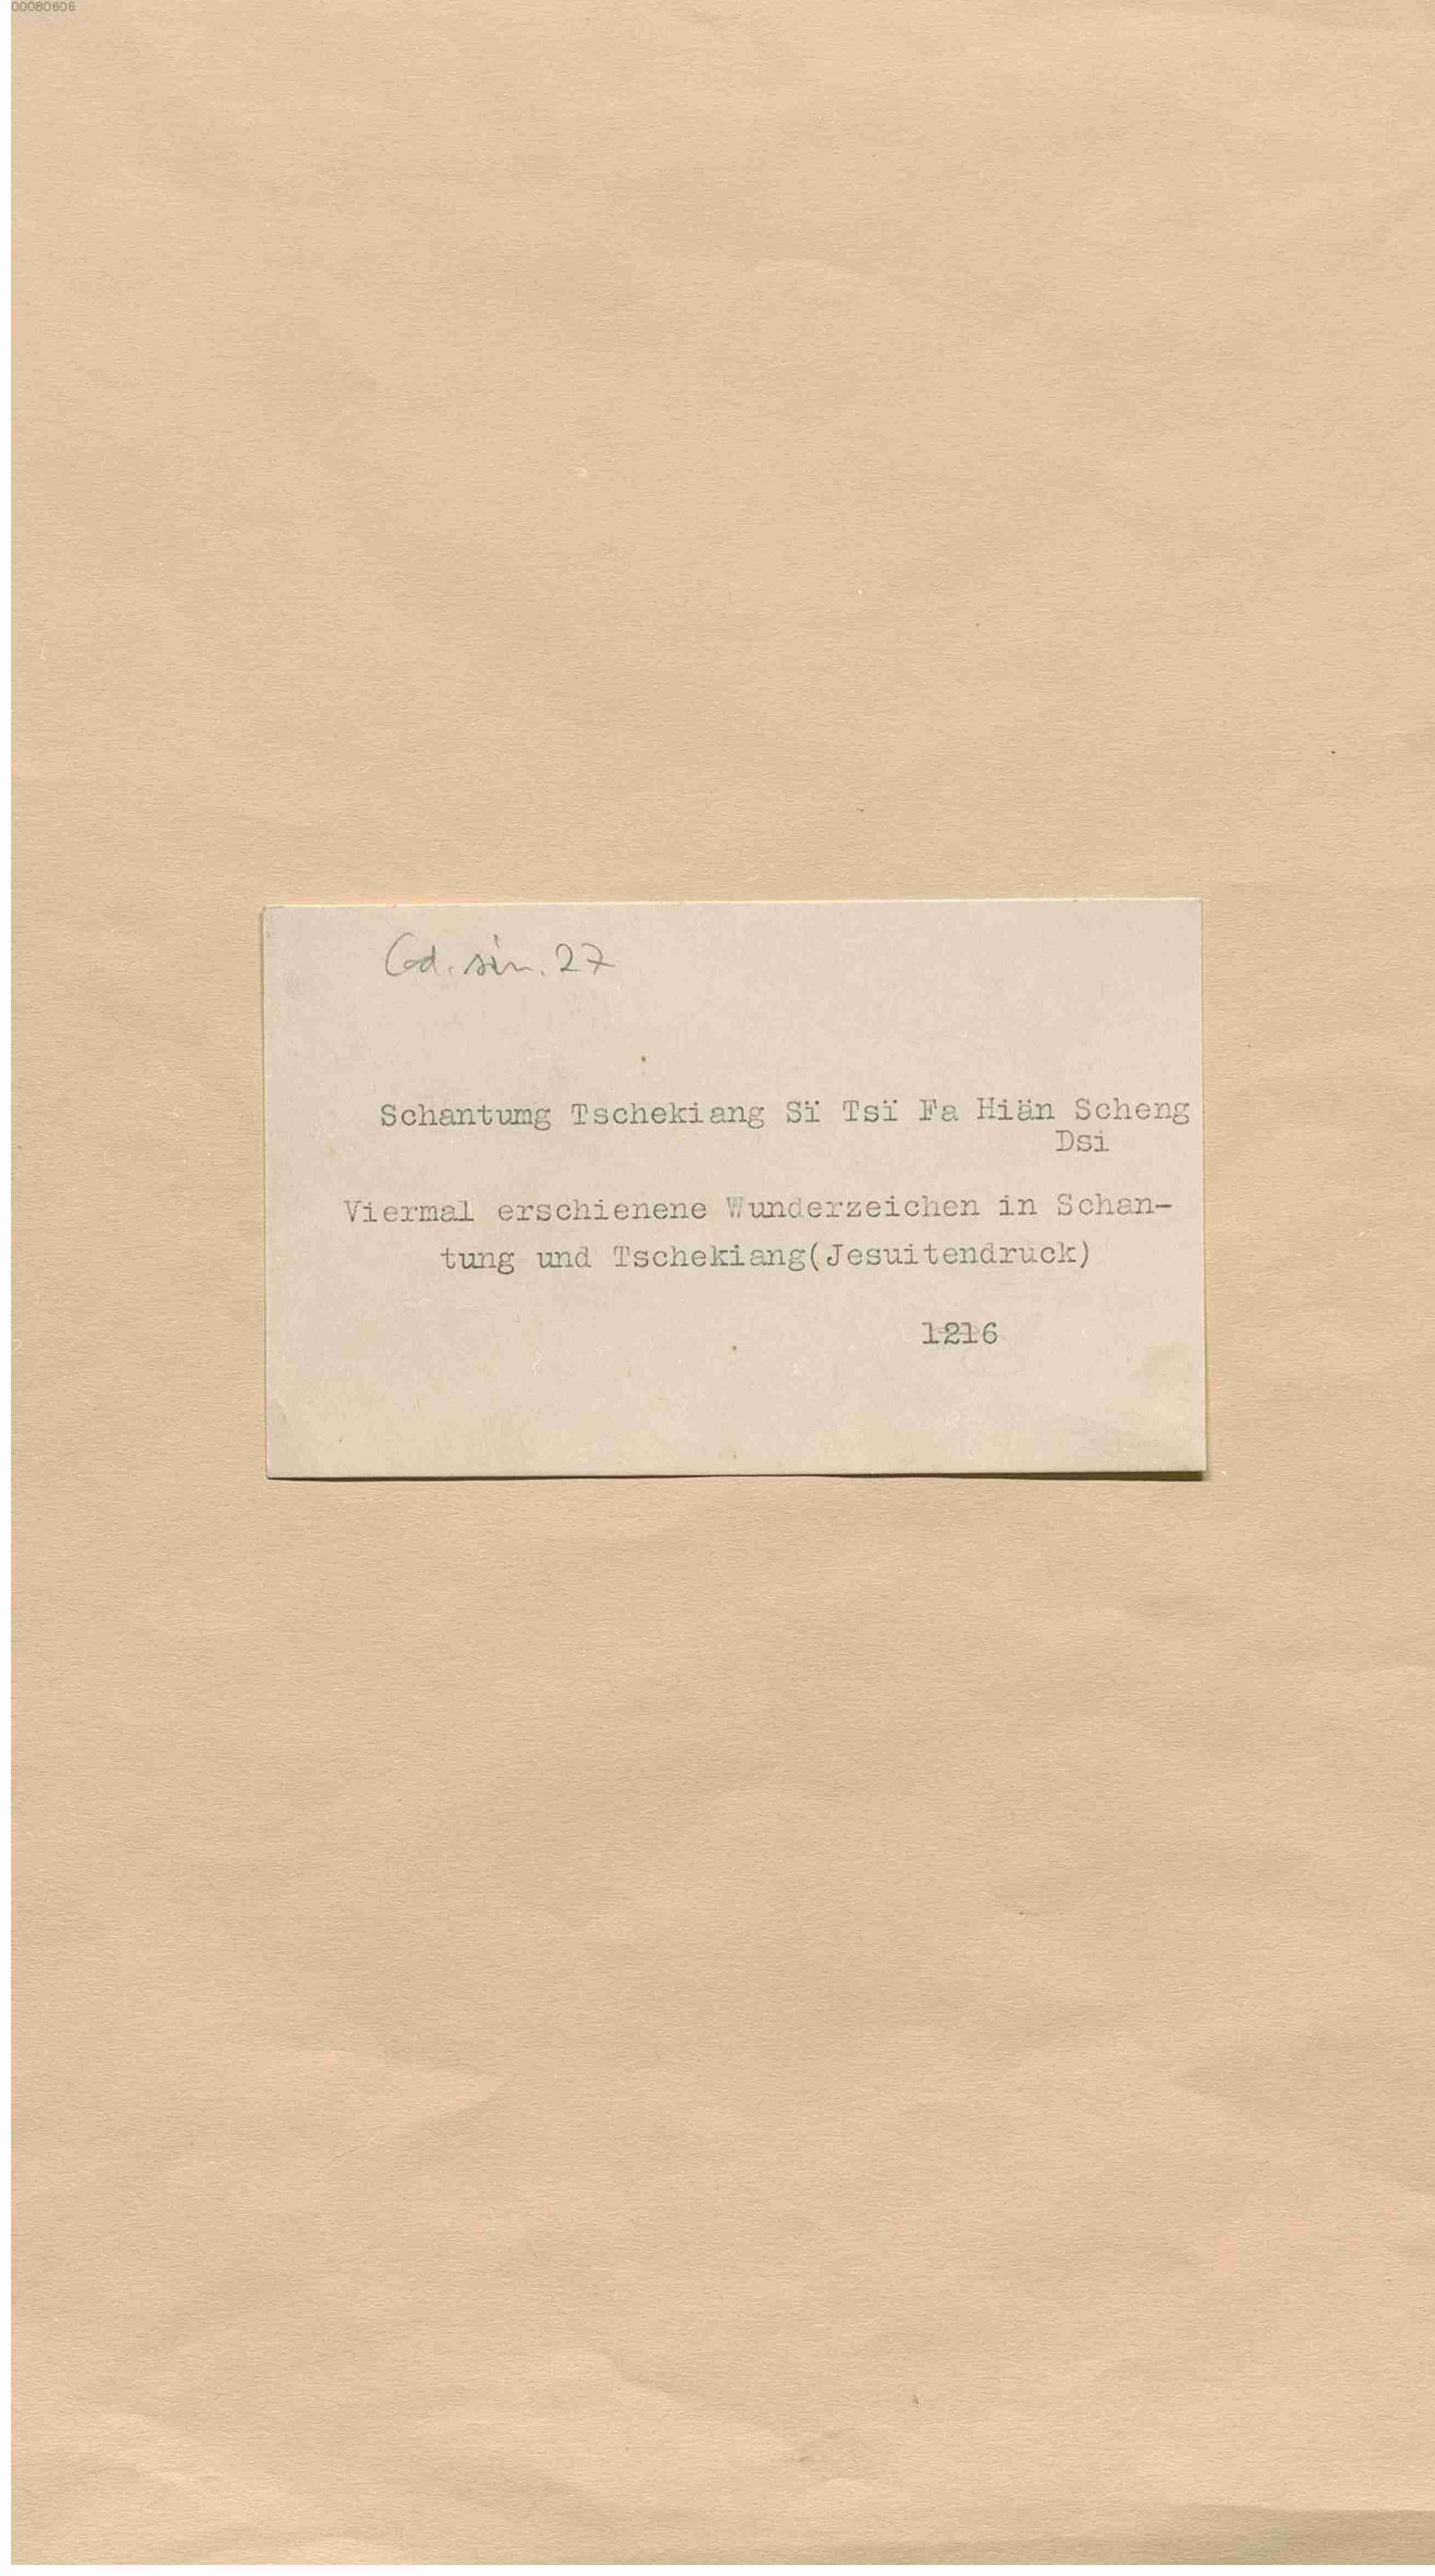 00080606
Cod. sin. 27
Schantumg Tschekiang Sï Tsï Fa Hiän Scheng
Dsi
Viermal erschienene Wunderzeichen in Schan-
tung und Tschekiang(Jesuitendruck)
1216